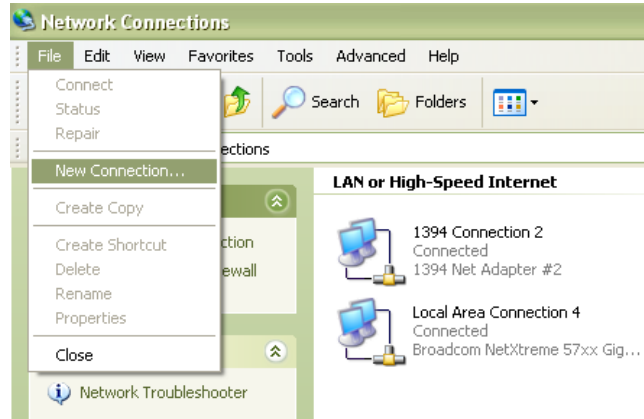 Network Connections
File Edit View Favorites Tools Advanced Help
Connect
Status
Repair
New Connection...
Create Copy
Create Shortcut
Delete
Rename
Properties
Close
Search Folders
ections
ction
ewall
Network Troubleshooter
LAN or High-Speed Internet
1394 Connection 2
Connected
1394 Net Adapter #2
Local Area Connection 4
Connected
Broadcom NetXtreme 57xx Gig...